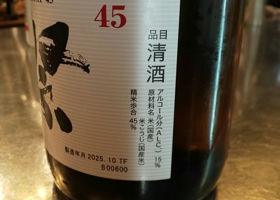 45
品目 清酒
アルコール分(ALC.) 15%
原材料名 米(国産)
米こうじ(国産米)
精米歩合 45%
製造年月 2025.10 TF
B00600